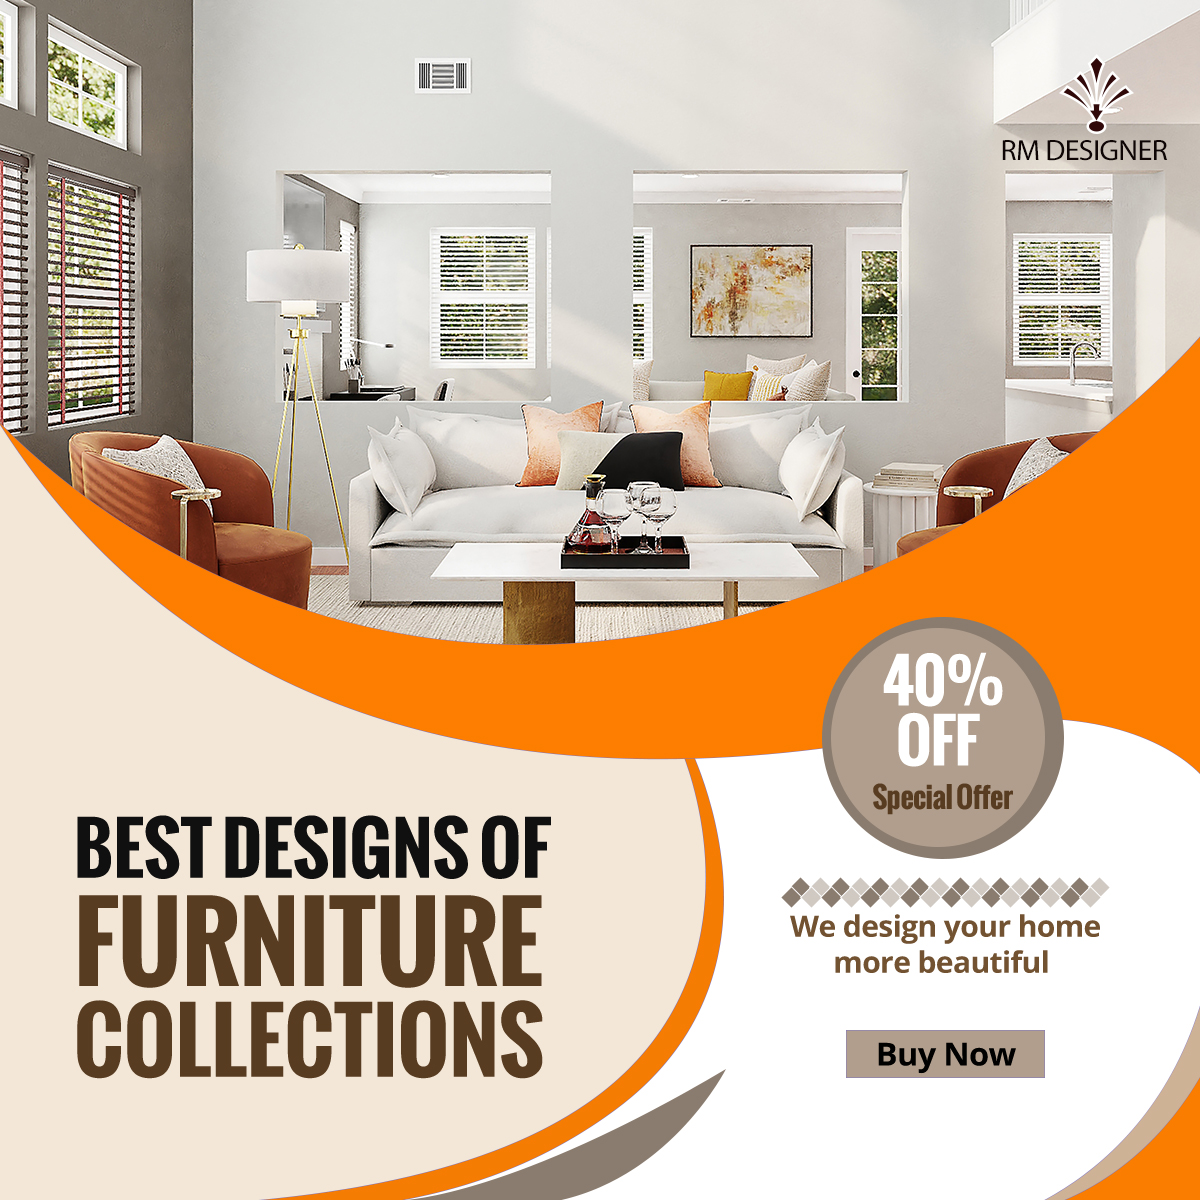 RM DESIGNER
40%
OFF
Special Offer
BEST DESIGNS OF
FURNITURE
COLLECTIONS
We design your home
more beautiful
Buy Now